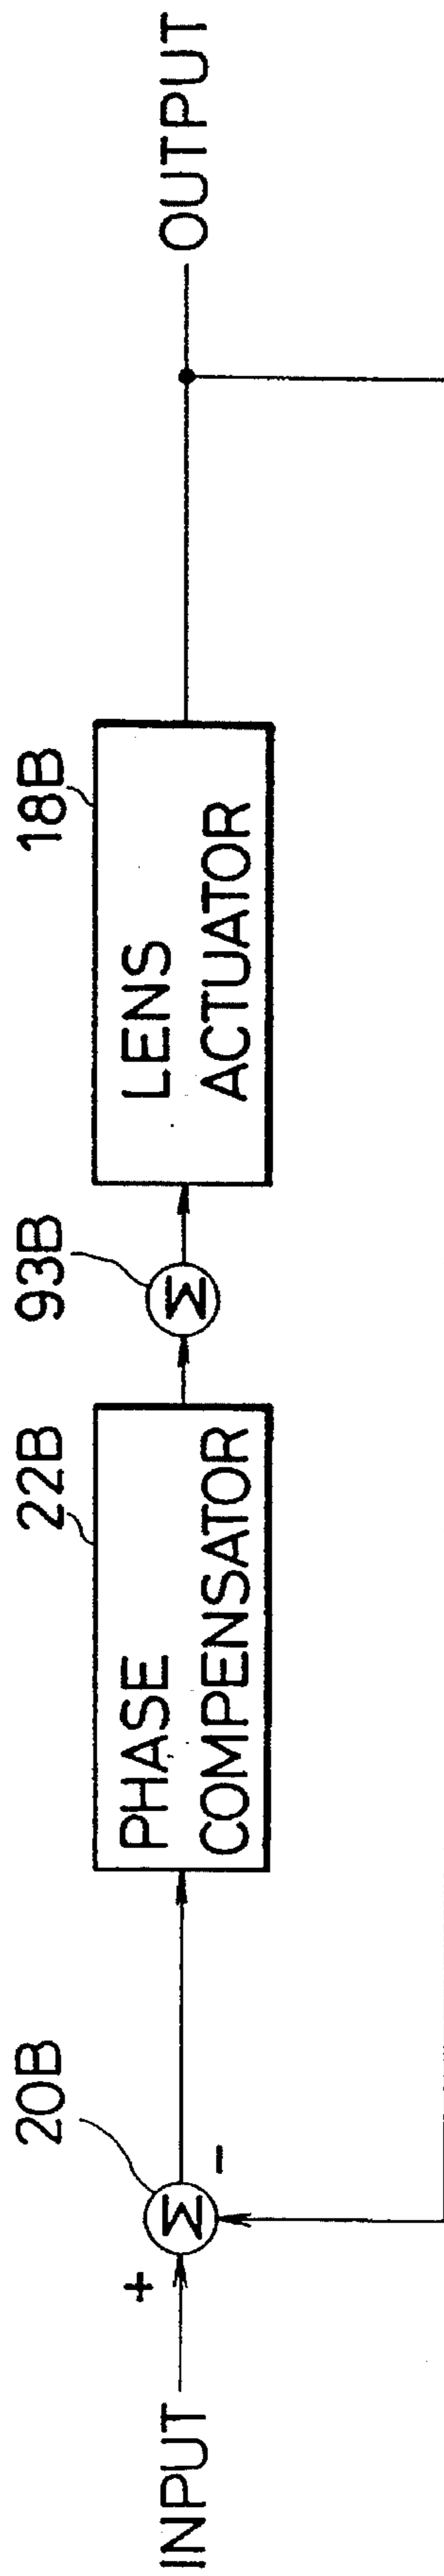 INPUT
+
Σ
-
20B
PHASE
COMPENSATOR
22B
Σ
93B
LENS
ACTUATOR
18B
OUTPUT